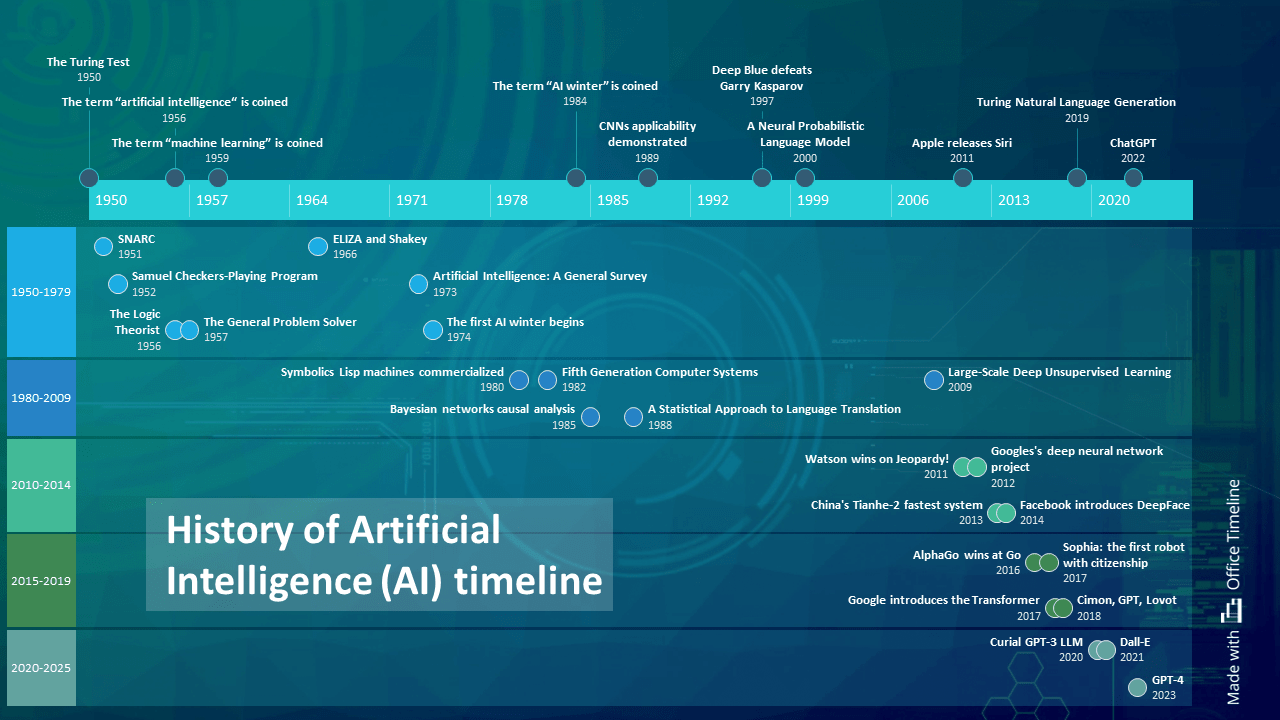 The Turing Test
1950
The term “artificial intelligence“ is coined
1956
The term “machine learning” is coined
1959
The term “AI winter” is coined
1984
CNNs applicability
demonstrated
1989
Deep Blue defeats
Garry Kasparov
1997
A Neural Probabilistic
Language Model
2000
Apple releases Siri
2011
Turing Natural Language Generation
2019
ChatGPT
2022
1950
1957
1964
1971
1978
1985
1992
1999
2006
2013
2020
1950-1979
SNARC
1951
ELIZA and Shakey
1966
Samuel Checkers-Playing Program
1952
Artificial Intelligence: A General Survey
1973
The Logic
Theorist
1956
The General Problem Solver
1957
The first AI winter begins
1974
1980-2009
Symbolics Lisp machines commercialized
1980
Fifth Generation Computer Systems
1982
Large-Scale Deep Unsupervised Learning
2009
Bayesian networks causal analysis
1985
A Statistical Approach to Language Translation
1988
2010-2014
Watson wins on Jeopardy!
2011
Googles's deep neural network
project
2012
China's Tianhe-2 fastest system
2013
Facebook introduces DeepFace
2014
History of Artificial
Intelligence (AI) timeline
2015-2019
AlphaGo wins at Go
2016
Sophia: the first robot
with citizenship
2017
Google introduces the Transformer
2017
Cimon, GPT, Lovot
2018
2020-2025
Curial GPT-3 LLM
2020
Dall-E
2021
GPT-4
2023
Made with Office Timeline